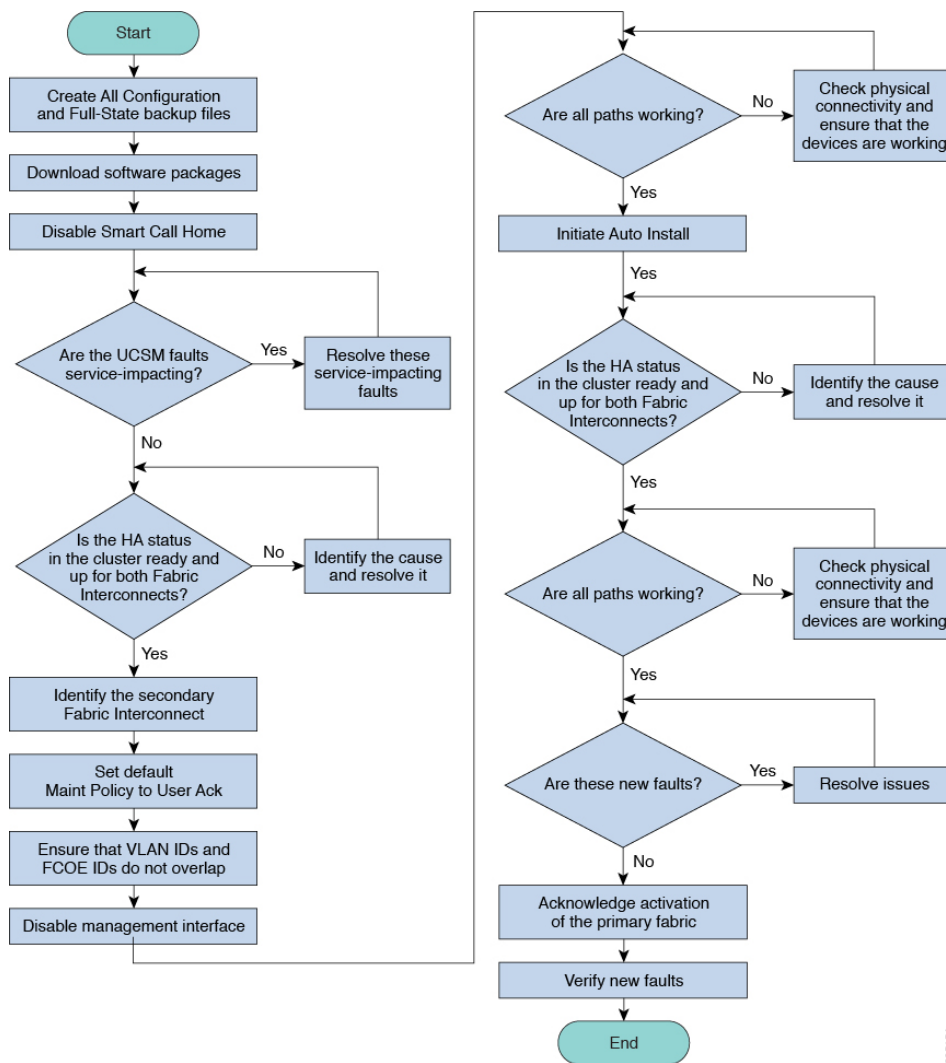 Start
Create All Configuration
and Full-State backup files
Download software packages
Disable Smart Call Home
Are the UCSM faults
service-impacting?
Yes
Resolve these
service-impacting
faults
No
Is the HA status
in the cluster ready and
up for both Fabric
Interconnects?
No
Identify the cause
and resolve it
Yes
Identify the secondary
Fabric Interconnect
Set default
Maint Policy to User Ack
Ensure that VLAN IDs and
FCOE IDs do not overlap
Disable management interface
Are all paths working?
No
Check physical
connectivity and
ensure that the
devices are working
Yes
Initiate Auto Install
Yes
Is the HA status
in the cluster ready and
up for both Fabric
Interconnects?
No
Identify the cause
and resolve it
Yes
Are all paths working?
No
Check physical
connectivity and
ensure that the
devices are working
Yes
Are these new faults?
Yes
Resolve issues
No
Acknowledge activation
of the primary fabric
Verify new faults
End